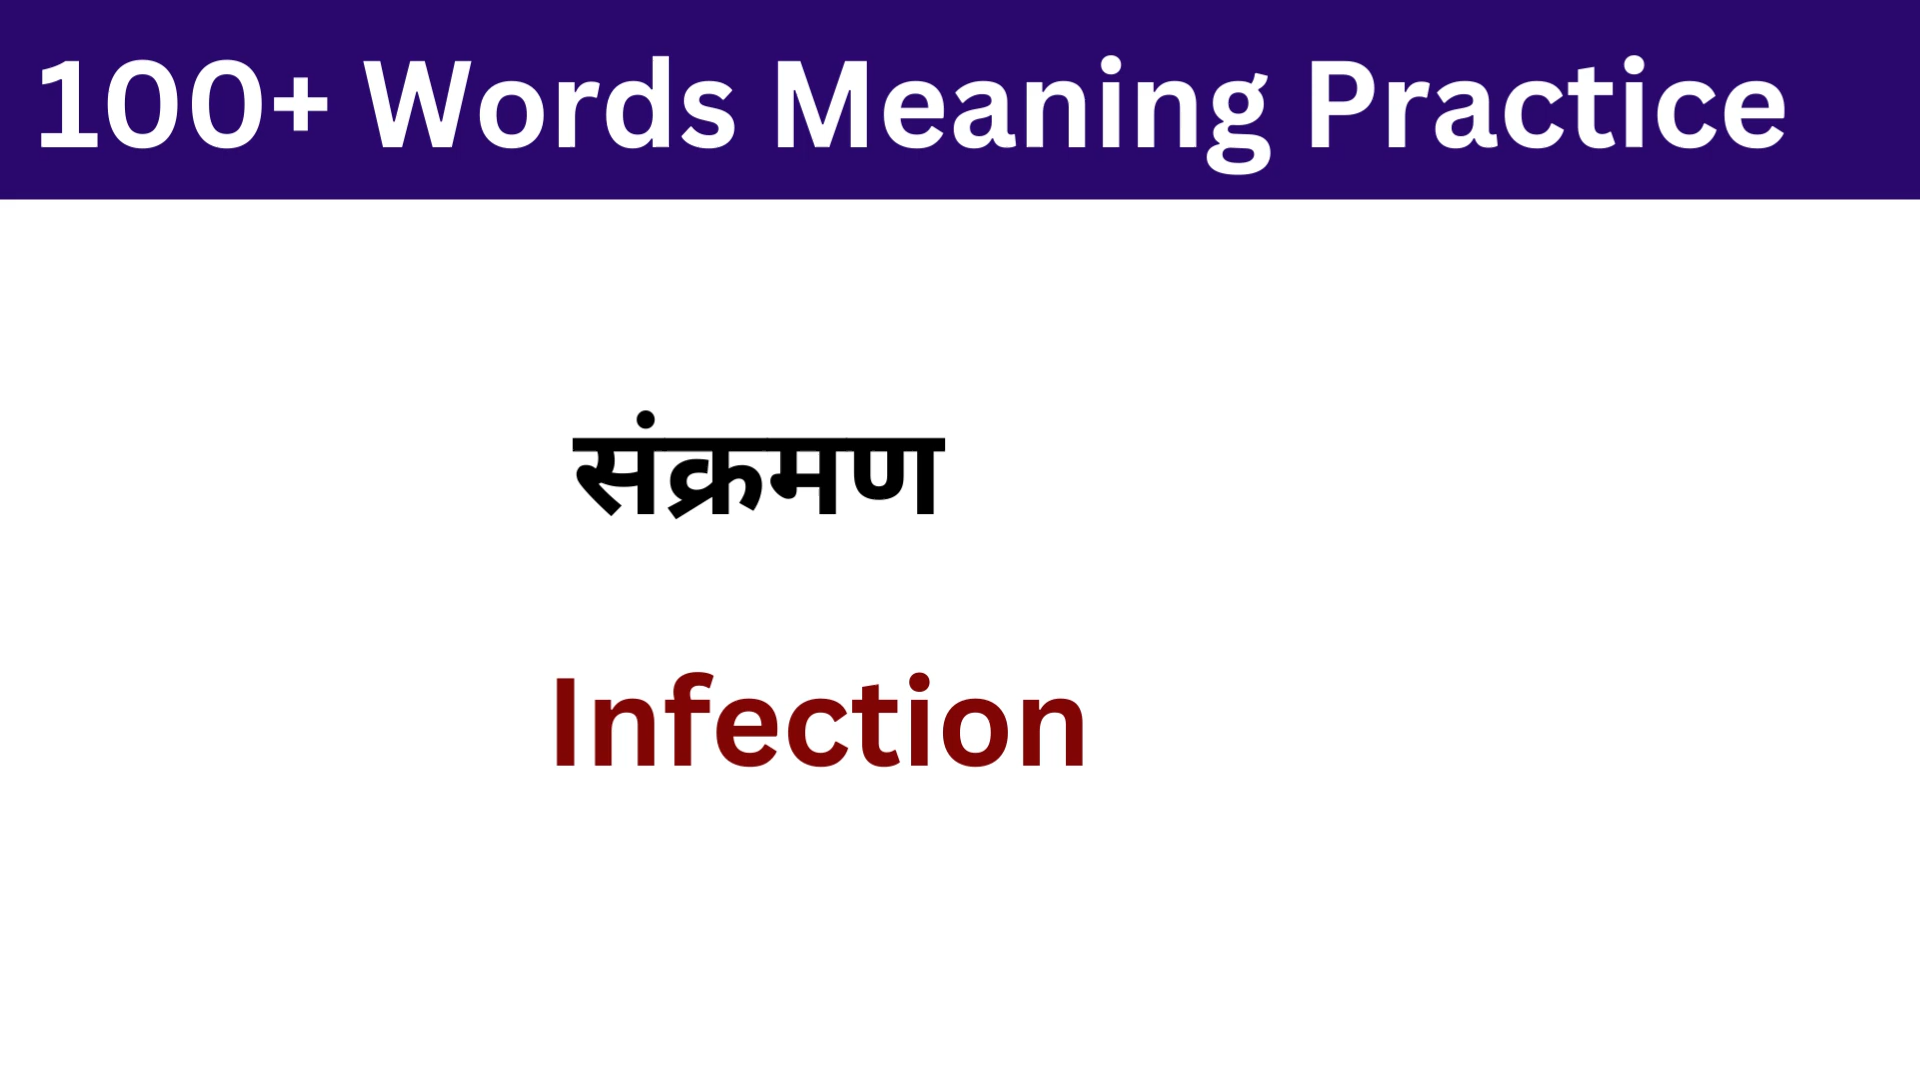 100+ Words Meaning Practice
संक्रमण
Infection